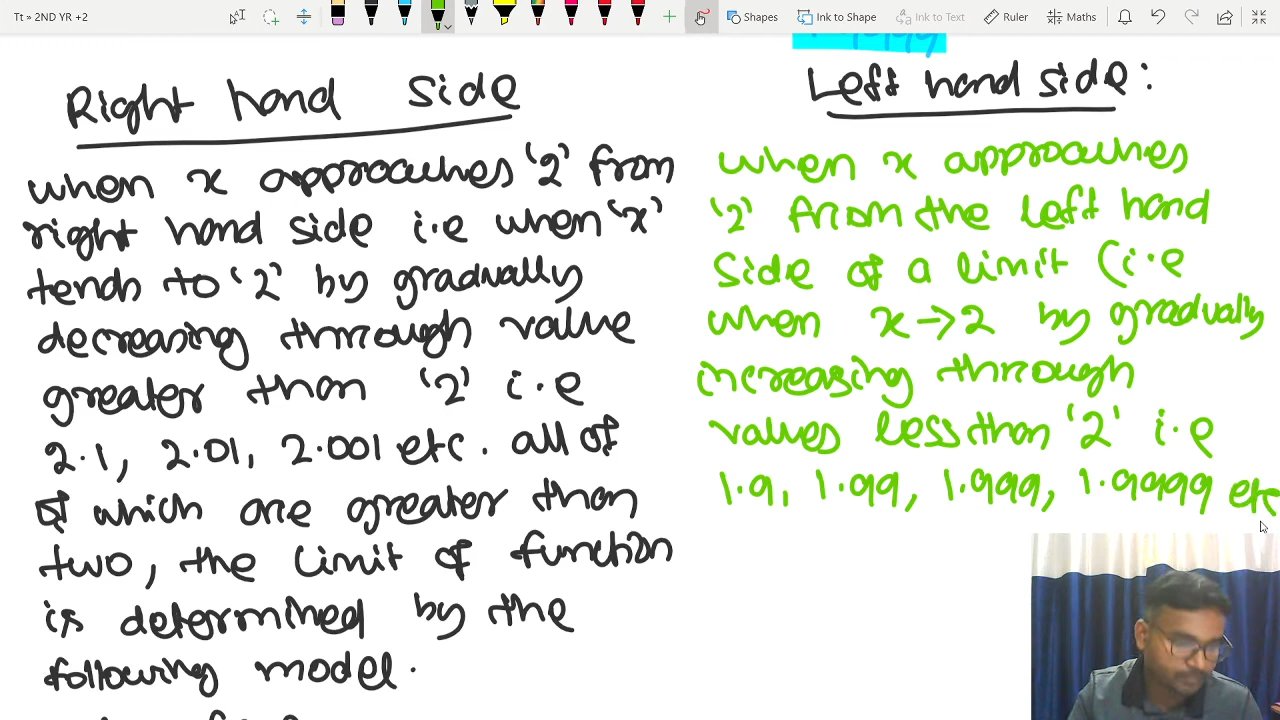 Tt » 2ND YR +2
Shapes
Ink to Shape
Ink to Text
Ruler
Maths
Right hand side
when x approaches '2' from
right hand side i.e when 'x'
tends to '2' by gradually
decreasing through value
greater than '2' i.e
2.1, 2.01, 2.001 etc. all of
which are greater than
two, the limit of function
is determined by the
following model.
Left hand side:
when x approaches
'2' from the left hand
side of a limit (i.e
when x → 2 by gradually
increasing through
values less than '2' i.e
1.9, 1.99, 1.999, 1.9999 etc